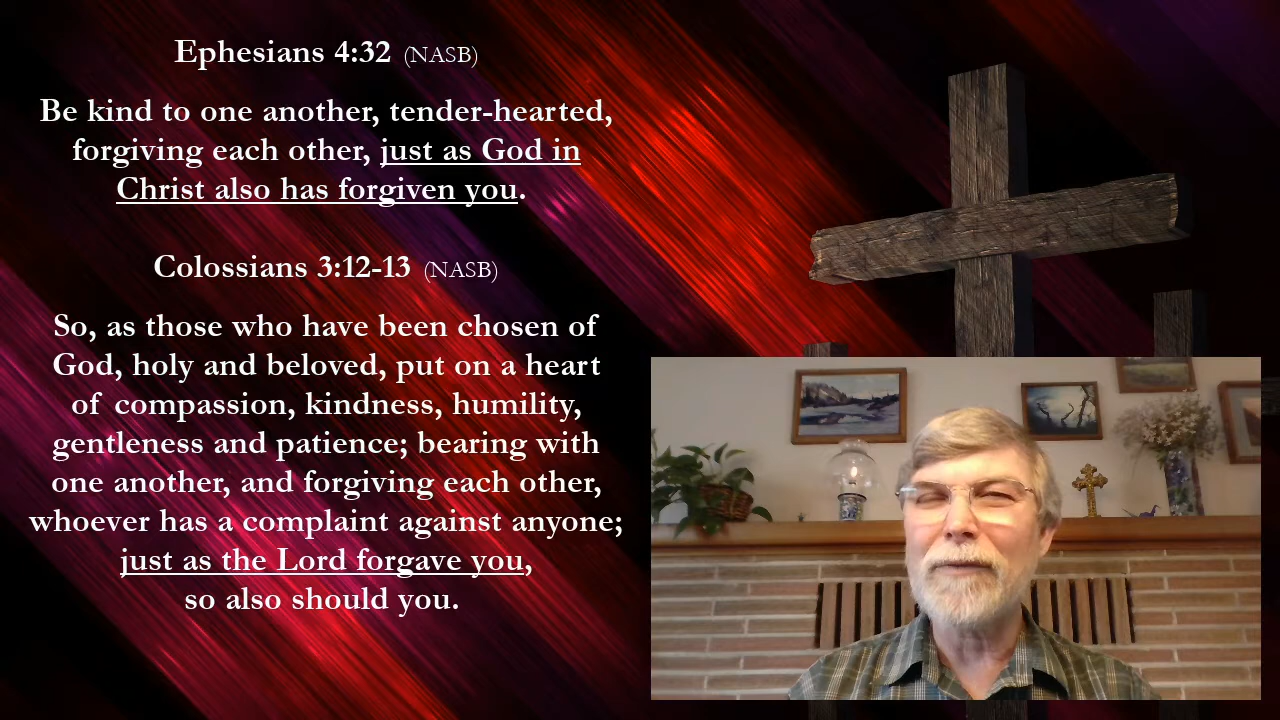 Ephesians 4:32 (NASB)
Be kind to one another, tender-hearted,
forgiving each other, just as God in
Christ also has forgiven you.
Colossians 3:12-13 (NASB)
So, as those who have been chosen of
God, holy and beloved, put on a heart
of compassion, kindness, humility,
gentleness and patience; bearing with
one another, and forgiving each other,
whoever has a complaint against anyone;
just as the Lord forgave you,
so also should you.